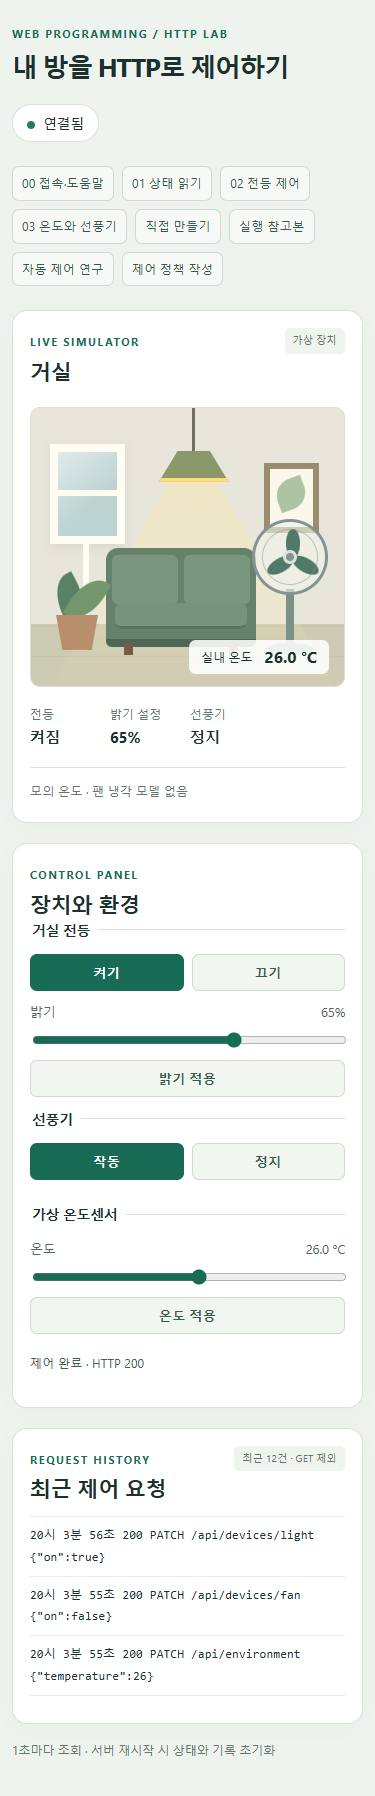 WEB PROGRAMMING / HTTP LAB
내 방을 HTTP로 제어하기
연결됨
00 접속·도움말
01 상태 읽기
02 전등 제어
03 온도와 선풍기
직접 만들기
실행 참고본
자동 제어 연구
제어 정책 작성
LIVE SIMULATOR
가상 장치
거실
실내 온도 26.0 °C
전등
밝기 설정
선풍기
켜짐
65%
정지
모의 온도 · 팬 냉각 모델 없음
CONTROL PANEL
장치와 환경
거실 전등
켜기
끄기
밝기
65%
밝기 적용
선풍기
작동
정지
가상 온도센서
온도
26.0 °C
온도 적용
제어 완료 · HTTP 200
REQUEST HISTORY
최근 12건 · GET 제외
최근 제어 요청
20시 3분 56초 200 PATCH /api/devices/light
{"on":true}
20시 3분 55초 200 PATCH /api/devices/fan
{"on":false}
20시 3분 55초 200 PATCH /api/environment
{"temperature":26}
1초마다 조회 · 서버 재시작 시 상태와 기록 초기화